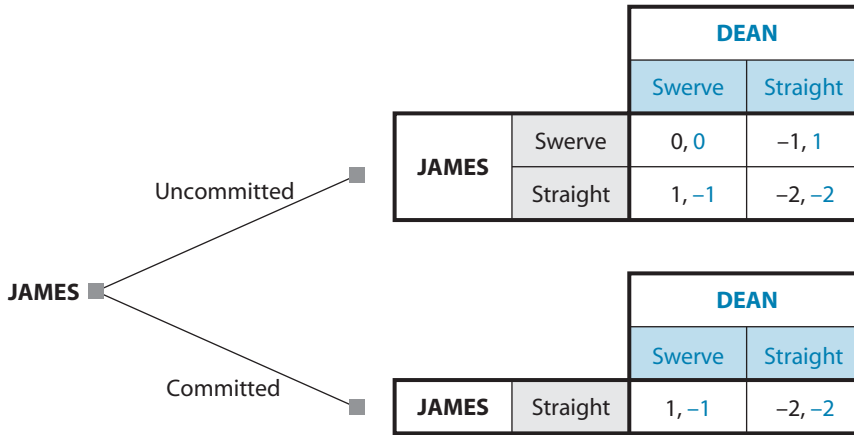 DEAN
Swerve Straight
JAMES Swerve 0, 0 –1, 1
Straight 1, –1 –2, –2
Uncommitted
JAMES
Committed
DEAN
Swerve Straight
JAMES Straight 1, –1 –2, –2